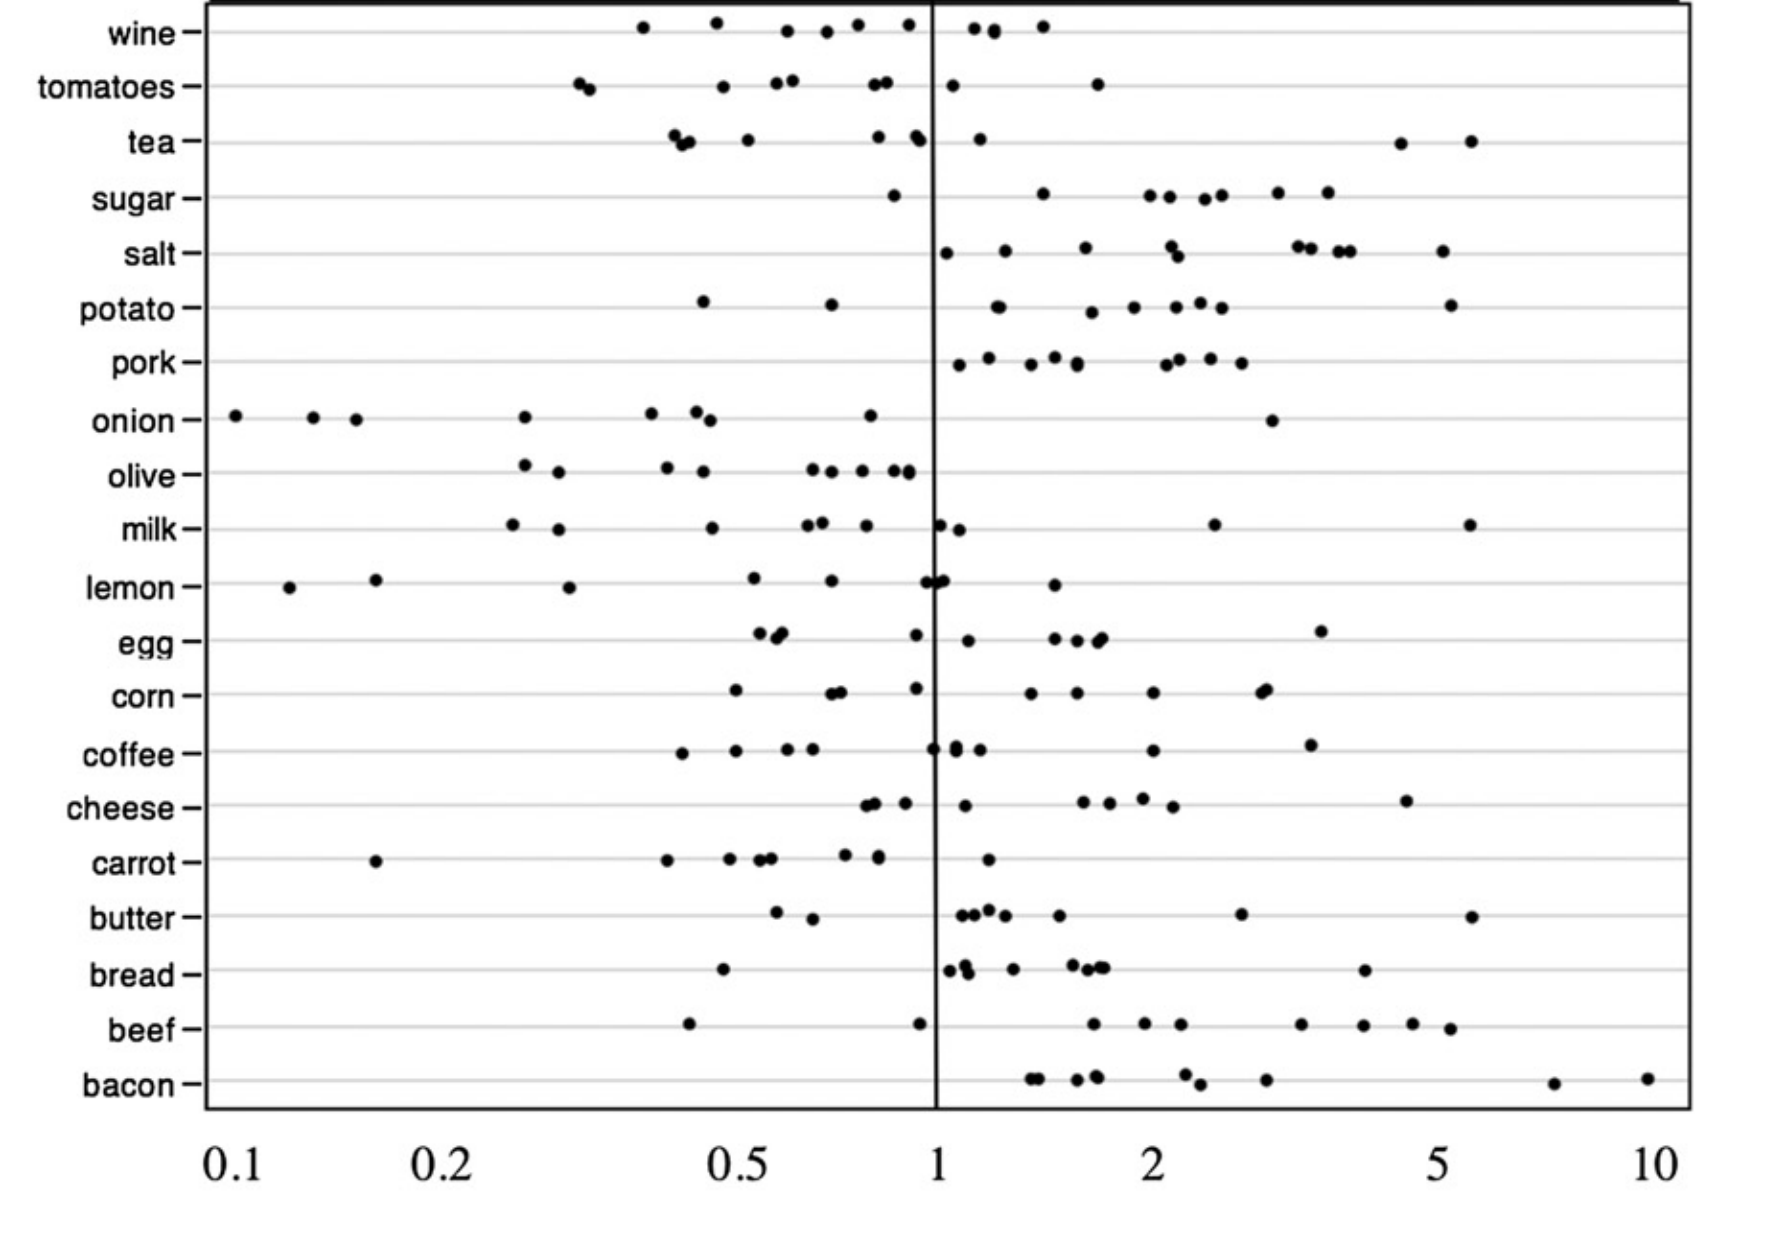 wine
tomatoes
tea
sugar
salt
potato
pork
onion
olive
milk
lemon
egg
corn
coffee
cheese
carrot
butter
bread
beef
bacon
0.1 0.2 0.5 1 2 5 10